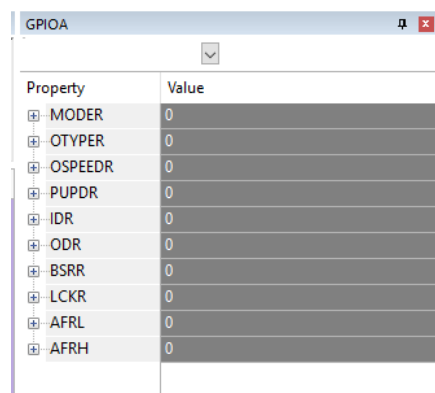 GPIOA
Property Value
MODER 0
OTYPER 0
OSPEEDR 0
PUPDR 0
IDR 0
ODR 0
BSRR 0
LCKR 0
AFRL 0
AFRH 0